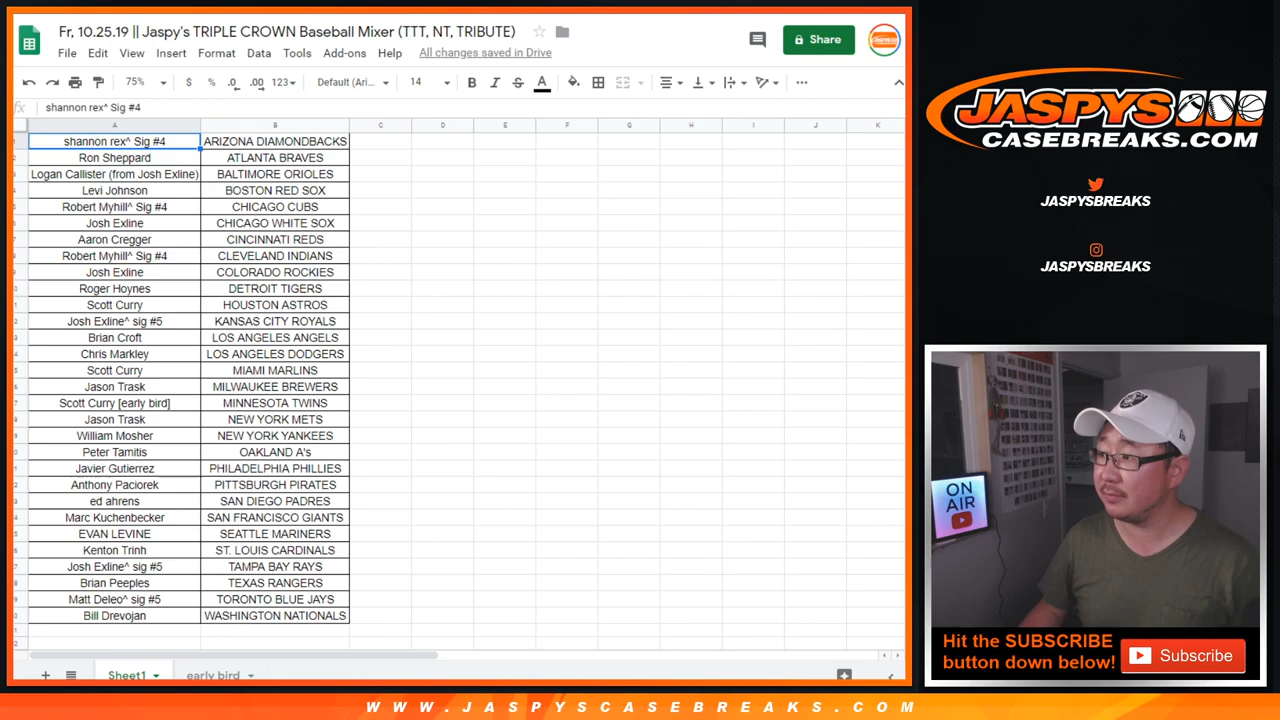 Fr, 10.25.19 || Jaspy's TRIPLE CROWN Baseball Mixer (TTT, NT, TRIBUTE)
File Edit View Insert Format Data Tools Add-ons Help All changes saved in Drive
Share
75% $ % .0 .00 123 Default (Ari... 14 B I S A
fx shannon rex^ Sig #4
A B C D E F G H I J K
shannon rex^ Sig #4 ARIZONA DIAMONDBACKS
Ron Sheppard ATLANTA BRAVES
Logan Callister (from Josh Exline) BALTIMORE ORIOLES
Levi Johnson BOSTON RED SOX
Robert Myhill^ Sig #4 CHICAGO CUBS
Josh Exline CHICAGO WHITE SOX
Aaron Cregger CINCINNATI REDS
Robert Myhill^ Sig #4 CLEVELAND INDIANS
Josh Exline COLORADO ROCKIES
Roger Hoynes DETROIT TIGERS
Scott Curry HOUSTON ASTROS
Josh Exline^ sig #5 KANSAS CITY ROYALS
Brian Croft LOS ANGELES ANGELS
Chris Markley LOS ANGELES DODGERS
Scott Curry MIAMI MARLINS
Jason Trask MILWAUKEE BREWERS
Scott Curry [early bird] MINNESOTA TWINS
Jason Trask NEW YORK METS
William Mosher NEW YORK YANKEES
Peter Tamitis OAKLAND A's
Javier Gutierrez PHILADELPHIA PHILLIES
Anthony Paciorek PITTSBURGH PIRATES
ed ahrens SAN DIEGO PADRES
Marc Kuchenbecker SAN FRANCISCO GIANTS
EVAN LEVINE SEATTLE MARINERS
Kenton Trinh ST. LOUIS CARDINALS
Josh Exline^ sig #5 TAMPA BAY RAYS
Brian Peeples TEXAS RANGERS
Matt Deleo^ sig #5 TORONTO BLUE JAYS
Bill Drevojan WASHINGTON NATIONALS
Sheet1 early bird
JASPYS
CASEBREAKS.COM
JASPYSBREAKS
JASPYSBREAKS
ON
AIR
Hit the SUBSCRIBE
button down below!
Subscribe
WWW.JASPYSCASEBREAKS.COM